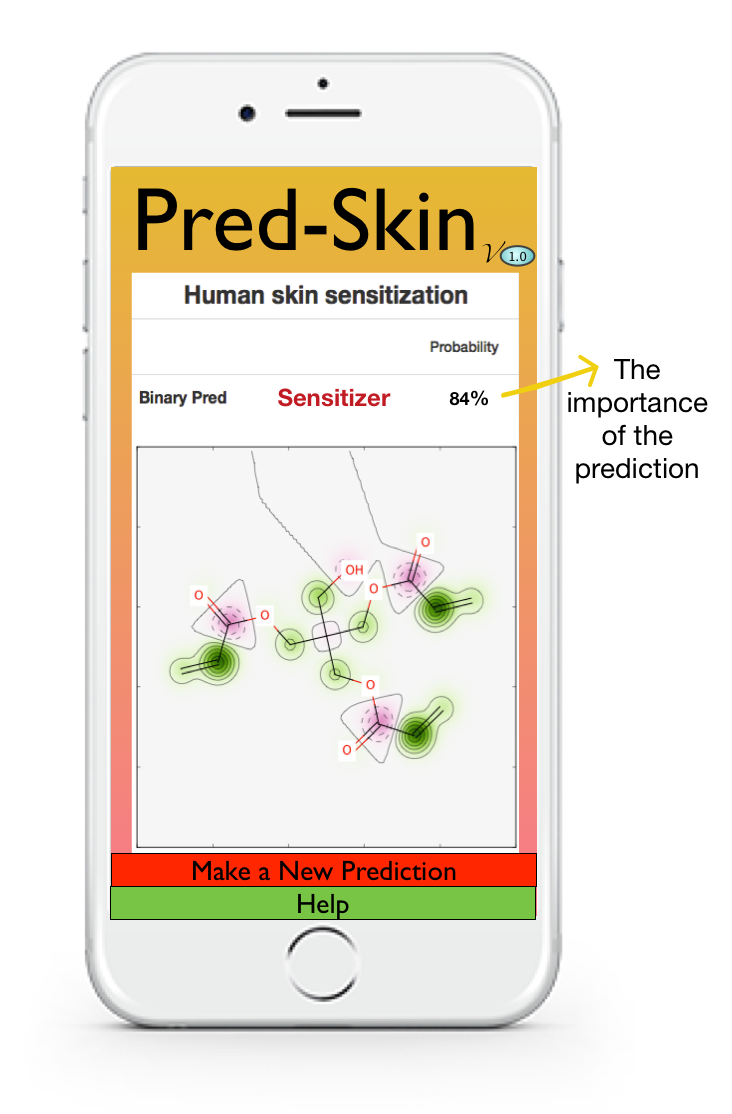 Pred-Skin
V 1.0
Human skin sensitization
Probability
Binary Pred Sensitizer 84%
The
importance
of the
prediction
O
OH
O
O
O
O
O
Make a New Prediction
Help